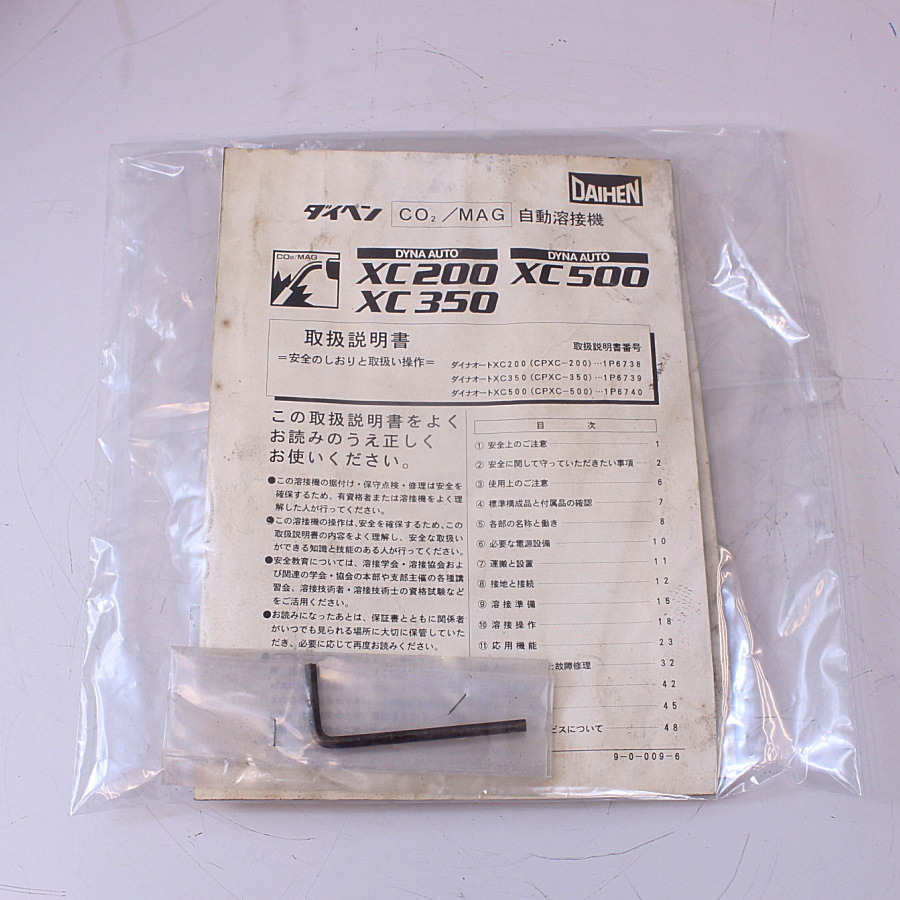 DAIHEN
ダイヘン CO₂/MAG 自動溶接機
CO₂/MAG
DYNA AUTO
XC200
XC350
DYNA AUTO
XC500
取扱説明書
=安全のしおりと取扱い操作=
取扱説明書番号
ダイナオートXC200(CPXC-200)…1P6738
ダイナオートXC350(CPXC-350)…1P6739
ダイナオートXC500(CPXC-500)…1P6740
この取扱説明書をよく
お読みのうえ正しく
お使いください。
●この溶接機の据付け・保守点検・修理は安全を
確保するため、有資格者または溶接機をよく理
解した人が行ってください。
●この溶接機の操作は、安全を確保するため、この
取扱説明書の内容をよく理解し、安全な取扱い
ができる知識と技能のある人が行ってください。
●安全教育については、溶接学会・溶接協会およ
び関連の学会・協会の本部や支部主催の各種講
習会、溶接技術者・溶接技術士の資格試験など
をご活用ください。
●お読みになったあとは、保証書とともに関係者
がいつでも見られる場所に大切に保管していた
だき、必要に応じて再度お読みください。
目 次
① 安全上のご注意 1
② 安全に関して守っていただきたい事項 … 2
③ 使用上のご注意 6
④ 標準構成品と付属品の確認 7
⑤ 各部の名称と働き 8
⑥ 必要な電源設備 10
⑦ 運搬と設置 11
⑧ 接地と接続 12
⑨ 溶接準備 15
⑩ 溶接操作 18
⑪ 応用機能 23
故障修理 32
42
45
ビスについて 48
9-0-009-6